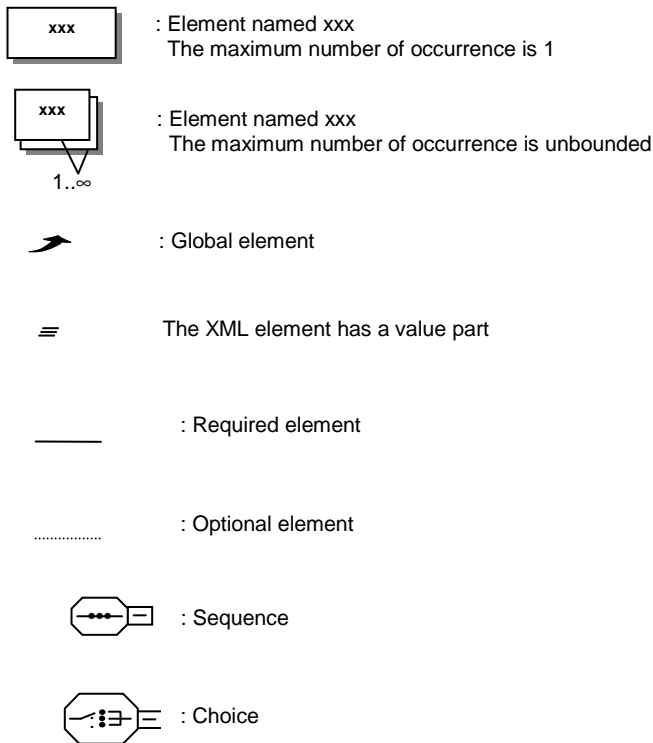 xxx
: Element named xxx
The maximum number of occurrence is 1
xxx
: Element named xxx
The maximum number of occurrence is unbounded
1..∞
: Global element
The XML element has a value part
: Required element
: Optional element
: Sequence
: Choice